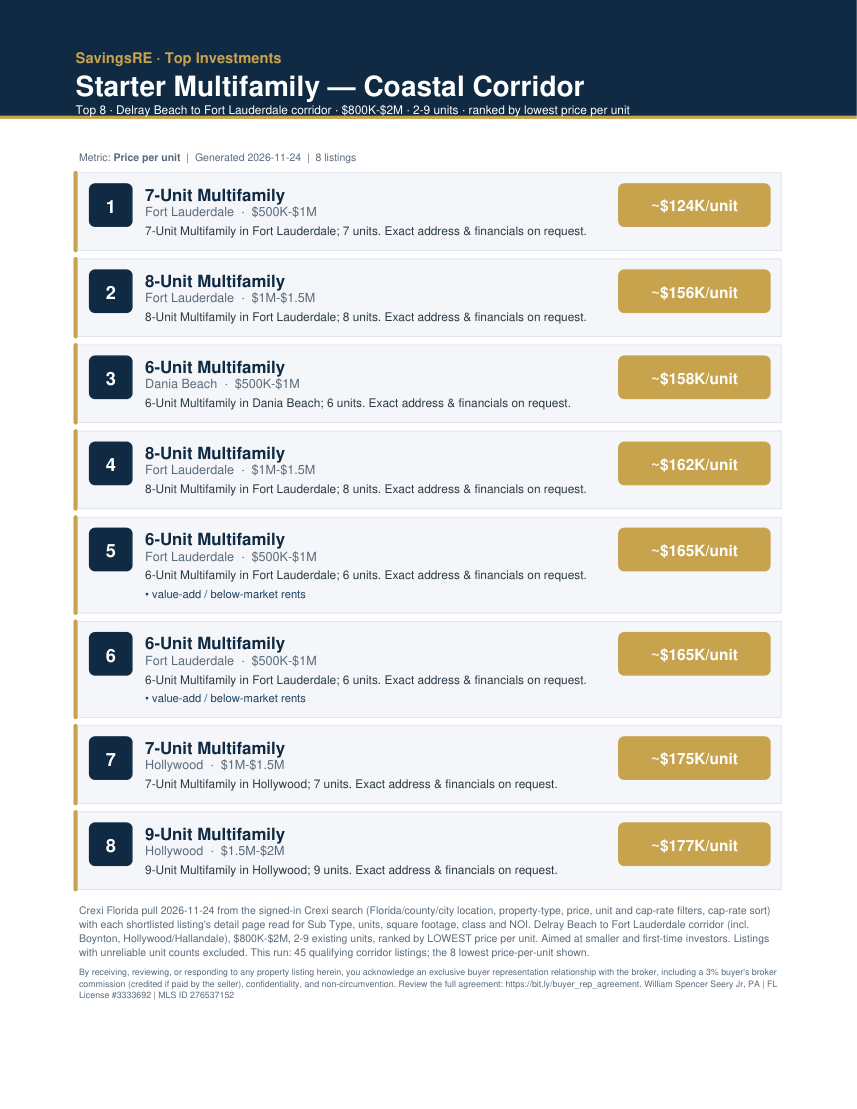 SavingsRE · Top Investments
Starter Multifamily — Coastal Corridor
Top 8 · Delray Beach to Fort Lauderdale corridor · $800K-$2M · 2-9 units · ranked by lowest price per unit
Metric: Price per unit | Generated 2026-11-24 | 8 listings
1
7-Unit Multifamily
Fort Lauderdale · $500K-$1M
7-Unit Multifamily in Fort Lauderdale; 7 units. Exact address & financials on request.
~$124K/unit
2
8-Unit Multifamily
Fort Lauderdale · $1M-$1.5M
8-Unit Multifamily in Fort Lauderdale; 8 units. Exact address & financials on request.
~$156K/unit
3
6-Unit Multifamily
Dania Beach · $500K-$1M
6-Unit Multifamily in Dania Beach; 6 units. Exact address & financials on request.
~$158K/unit
4
8-Unit Multifamily
Fort Lauderdale · $1M-$1.5M
8-Unit Multifamily in Fort Lauderdale; 8 units. Exact address & financials on request.
~$162K/unit
5
6-Unit Multifamily
Fort Lauderdale · $500K-$1M
6-Unit Multifamily in Fort Lauderdale; 6 units. Exact address & financials on request.
• value-add / below-market rents
~$165K/unit
6
6-Unit Multifamily
Fort Lauderdale · $500K-$1M
6-Unit Multifamily in Fort Lauderdale; 6 units. Exact address & financials on request.
• value-add / below-market rents
~$165K/unit
7
7-Unit Multifamily
Hollywood · $1M-$1.5M
7-Unit Multifamily in Hollywood; 7 units. Exact address & financials on request.
~$175K/unit
8
9-Unit Multifamily
Hollywood · $1.5M-$2M
9-Unit Multifamily in Hollywood; 9 units. Exact address & financials on request.
~$177K/unit
Crexi Florida pull 2026-11-24 from the signed-in Crexi search (Florida/county/city location, property-type, price, unit and cap-rate filters, cap-rate sort)
with each shortlisted listing's detail page read for Sub Type, units, square footage, class and NOI. Delray Beach to Fort Lauderdale corridor (incl.
Boynton, Hollywood/Hallandale), $800K-$2M, 2-9 existing units, ranked by LOWEST price per unit. Aimed at smaller and first-time investors. Listings
with unreliable unit counts excluded. This run: 45 qualifying corridor listings; the 8 lowest price-per-unit shown.
By receiving, reviewing, or responding to any property listing herein, you acknowledge an exclusive buyer representation relationship with the broker, including a 3% buyer's broker
commission (credited if paid by the seller), confidentiality, and non-circumvention. Review the full agreement: https://bit.ly/buyer_rep_agreement. William Spencer Seery Jr, PA | FL
License #3333692 | MLS ID 276537152